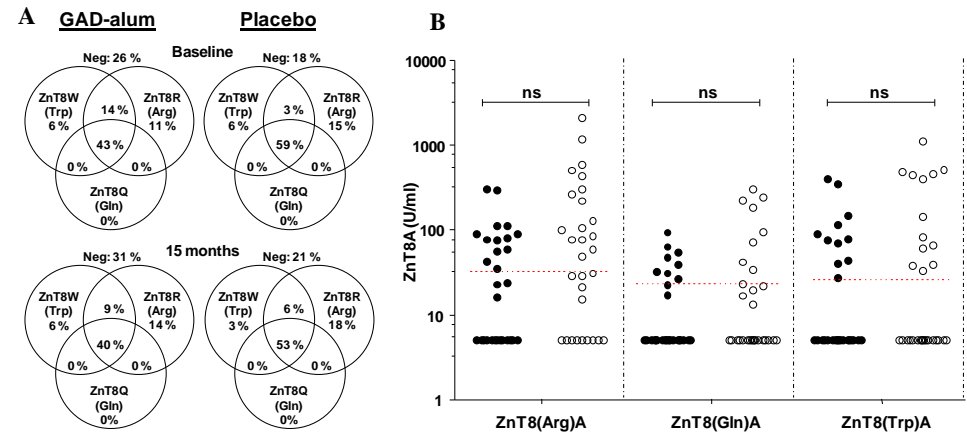 A
GAD-alum
Placebo
Baseline
Neg: 26 %
ZnT8W
(Trp)
6 %
14 %
ZnT8R
(Arg)
11 %
43 %
0 %
0 %
ZnT8Q
(Gln)
0%
Neg: 18 %
ZnT8W
(Trp)
6 %
3 %
ZnT8R
(Arg)
15 %
59 %
0 %
0 %
ZnT8Q
(Gln)
0%
15 months
Neg: 31 %
ZnT8W
(Trp)
6 %
9 %
ZnT8R
(Arg)
14 %
40 %
0 %
0 %
ZnT8Q
(Gln)
0%
Neg: 21 %
ZnT8W
(Trp)
3 %
6 %
ZnT8R
(Arg)
18 %
53 %
0 %
0 %
ZnT8Q
(Gln)
0%
B
ZnT8A (U/ml)
10000
1000
100
10
1
ns
ns
ns
ZnT8(Arg)A
ZnT8(Gln)A
ZnT8(Trp)A